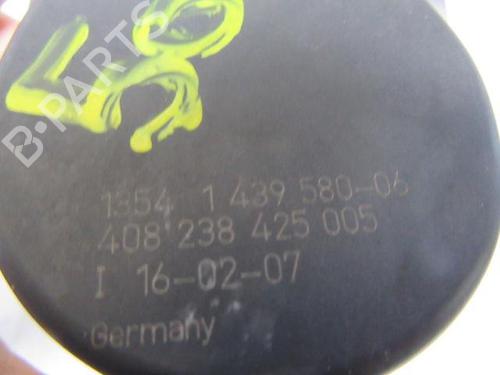 B-PARTS
1354 1 439 580-06
408 238 425 005
I 16-02-07
Germany